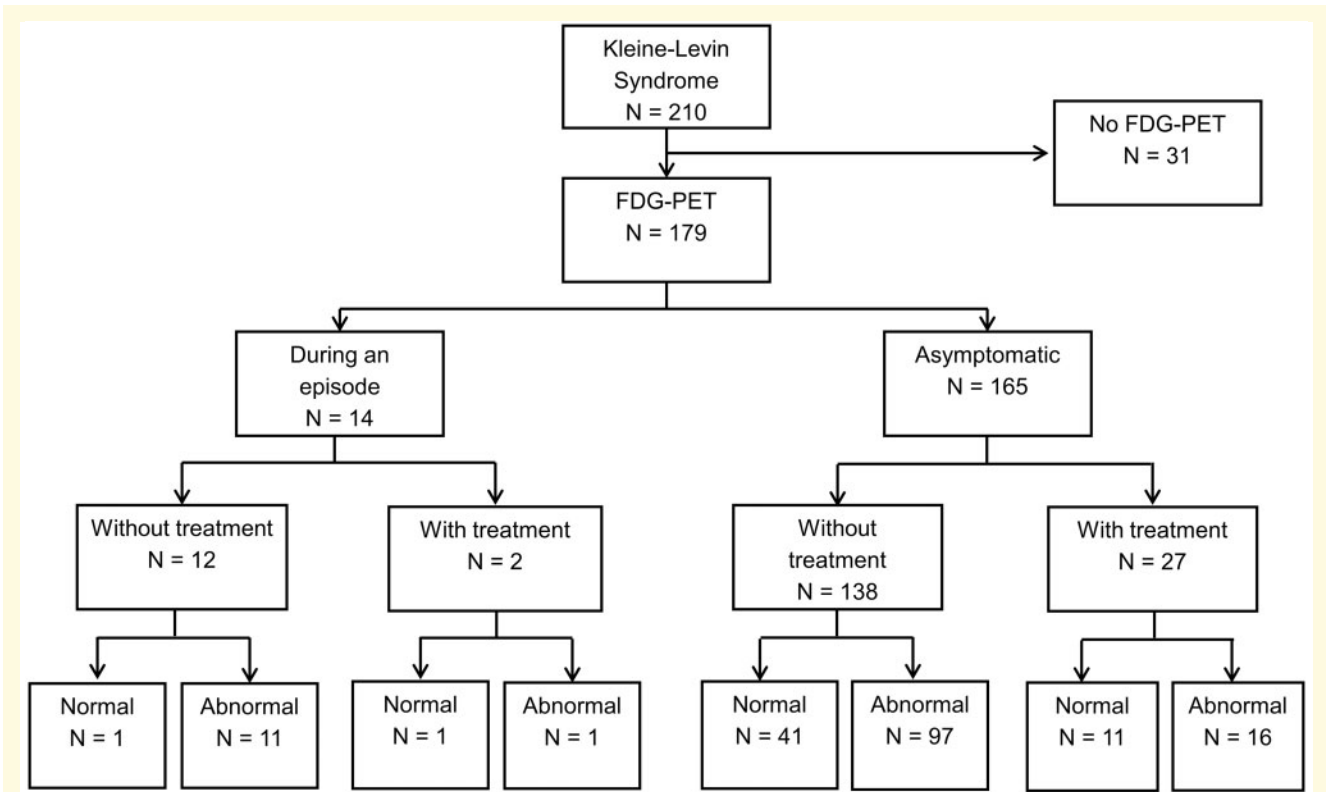 Kleine-Levin
Syndrome
N = 210
No FDG-PET
N = 31
FDG-PET
N = 179
During an
episode
N = 14
Asymptomatic
N = 165
Without treatment
N = 12
With treatment
N = 2
Without
treatment
N = 138
With treatment
N = 27
Normal
N = 1
Abnormal
N = 11
Normal
N = 1
Abnormal
N = 1
Normal
N = 41
Abnormal
N = 97
Normal
N = 11
Abnormal
N = 16